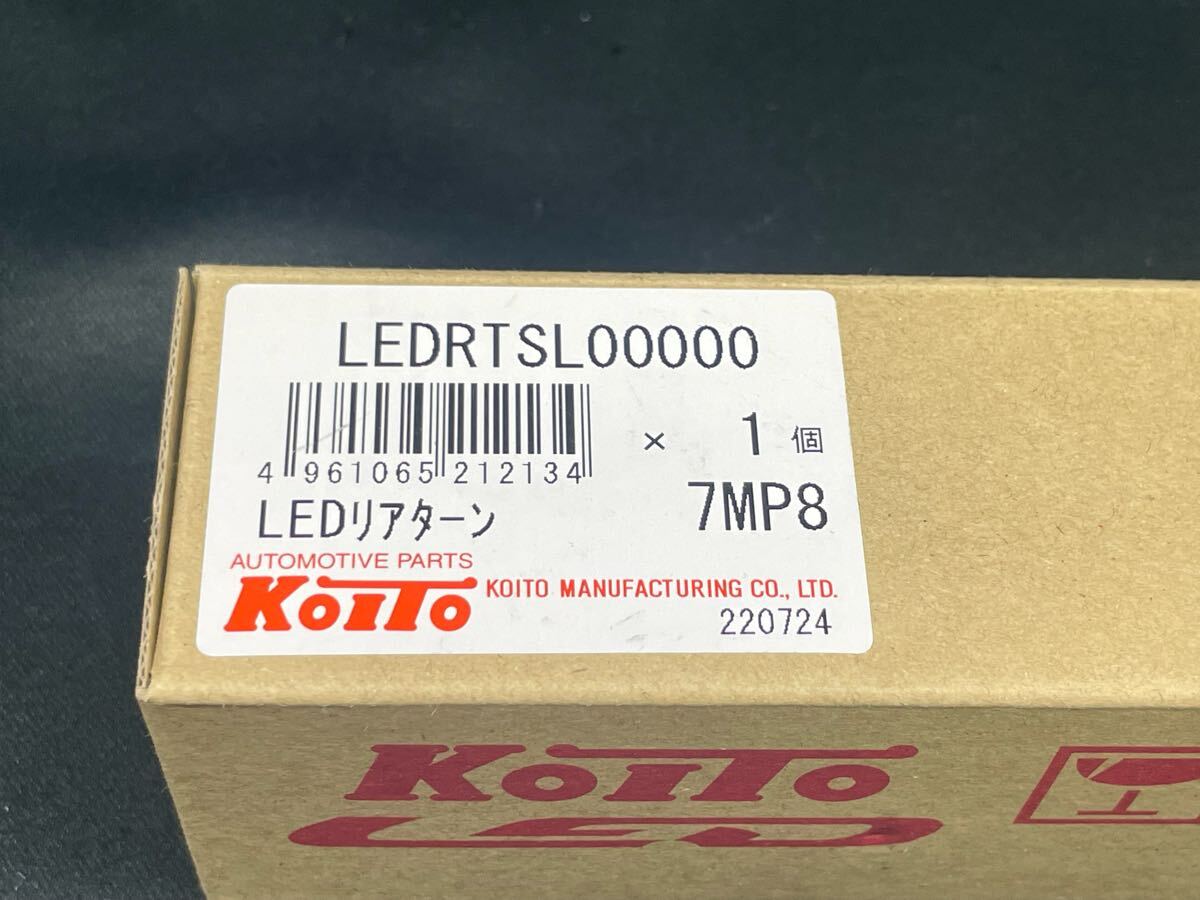 LEDRTSL00000
× 1 個
4 961065 212134
LEDリアターン 7MP8
AUTOMOTIVE PARTS
KOITO KOITO MANUFACTURING CO., LTD.
220724
KOITO
LED